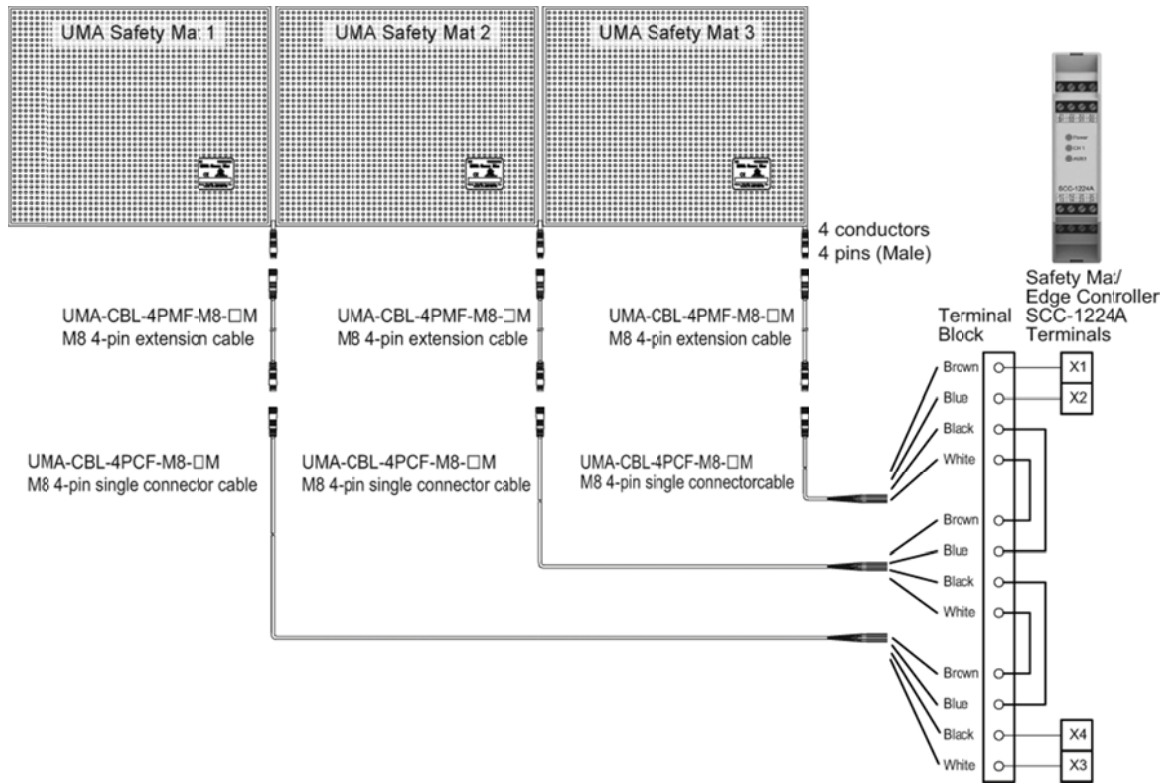 UMA Safety Mat 1
UMA Safety Mat 2
UMA Safety Mat 3
4 conductors
4 pins (Male)
Power
CH 1
SCC-1224A
Safety Mat/
Edge Controller
SCC-1224A
Terminals
Terminal
Block
UMA-CBL-4PMF-M8-□M
M8 4-pin extension cable
UMA-CBL-4PMF-M8-□M
M8 4-pin extension cable
UMA-CBL-4PMF-M8-□M
M8 4-pin extension cable
UMA-CBL-4PCF-M8-□M
M8 4-pin single connector cable
UMA-CBL-4PCF-M8-□M
M8 4-pin single connector cable
UMA-CBL-4PCF-M8-□M
M8 4-pin single connectorcable
Brown
X1
Blue
X2
Black
White
Brown
Blue
Black
White
Brown
Blue
Black
X4
White
X3